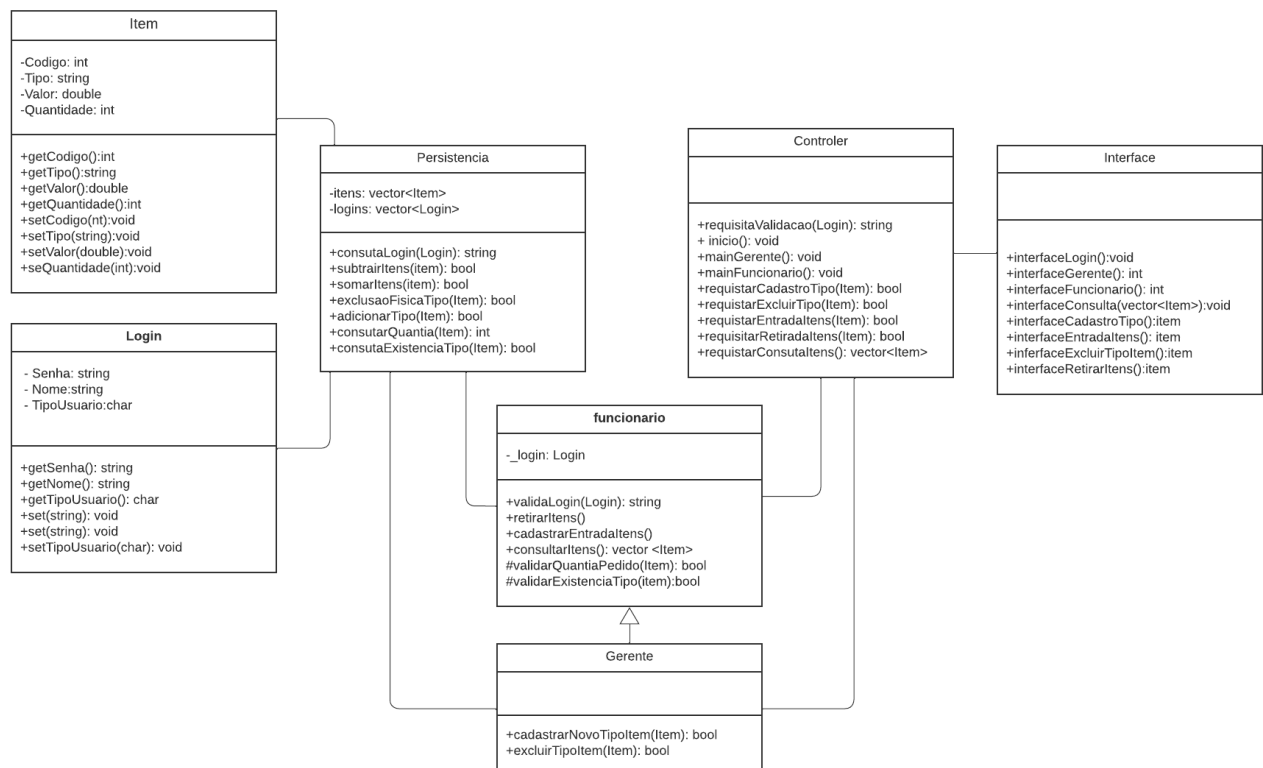 Item
-Codigo: int
-Tipo: string
-Valor: double
-Quantidade: int
+getCodigo():int
+getTipo():string
+getValor():double
+getQuantidade():int
+setCodigo(nt):void
+setTipo(string):void
+setValor(double):void
+seQuantidade(int):void
Login
- Senha: string
- Nome:string
- TipoUsuario:char
+getSenha(): string
+getNome(): string
+getTipoUsuario(): char
+set(string): void
+set(string): void
+setTipoUsuario(char): void
Persistencia
-itens: vector<Item>
-logins: vector<Login>
+consutaLogin(Login): string
+subtrairItens(item): bool
+somarItens(item): bool
+exclusaoFisicaTipo(Item): bool
+adicionarTipo(Item): bool
+consutarQuantia(Item): int
+consutaExistenciaTipo(Item): bool
funcionario
-_login: Login
+validaLogin(Login): string
+retirarItens()
+cadastrarEntradaItens()
+consultarItens(): vector <Item>
#validarQuantiaPedido(Item): bool
#validarExistenciaTipo(item):bool
Gerente
+cadastrarNovoTipoItem(Item): bool
+excluirTipoItem(Item): bool
Controler
+requisitaValidacao(Login): string
+ inicio(): void
+mainGerente(): void
+mainFuncionario(): void
+requistarCadastroTipo(Item): bool
+requistarExcluirTipo(Item): bool
+requistarEntradaItens(Item): bool
+requisitarRetiradaItens(Item): bool
+requistarConsutaItens(): vector<Item>
Interface
+interfaceLogin():void
+interfaceGerente(): int
+interfaceFuncionario(): int
+interfaceConsulta(vector<Item>):void
+interfaceCadastroTipo():item
+interfaceEntradaItens(): item
+inferfaceExcluirTipoItem():item
+interfaceRetirarItens():item